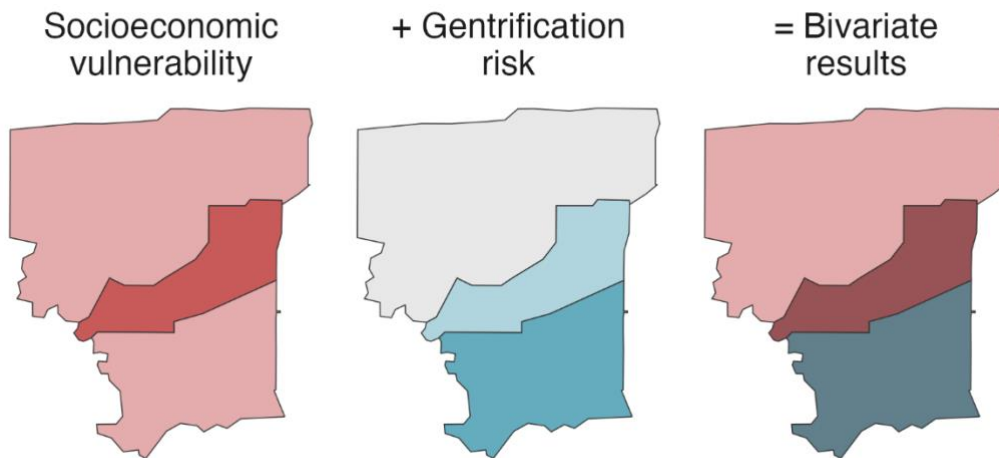 Socioeconomic
vulnerability
+ Gentrification
risk
= Bivariate
results